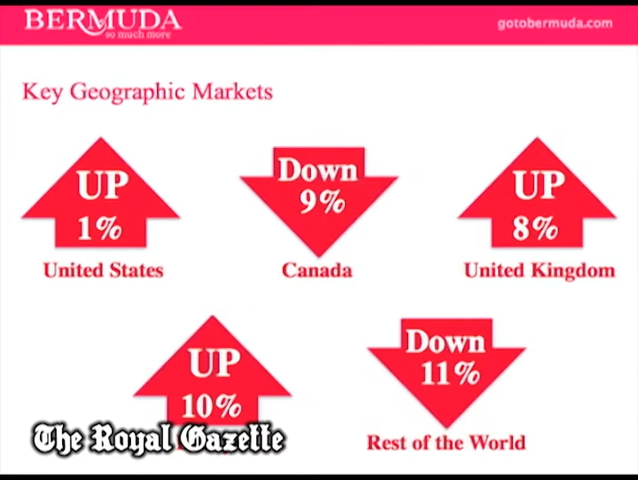 BERMUDA
so much more
gotobermuda.com
Key Geographic Markets
UP
1%
United States
Down
9%
Canada
UP
8%
United Kingdom
UP
10%
Down
11%
Rest of the World
The Royal Gazette